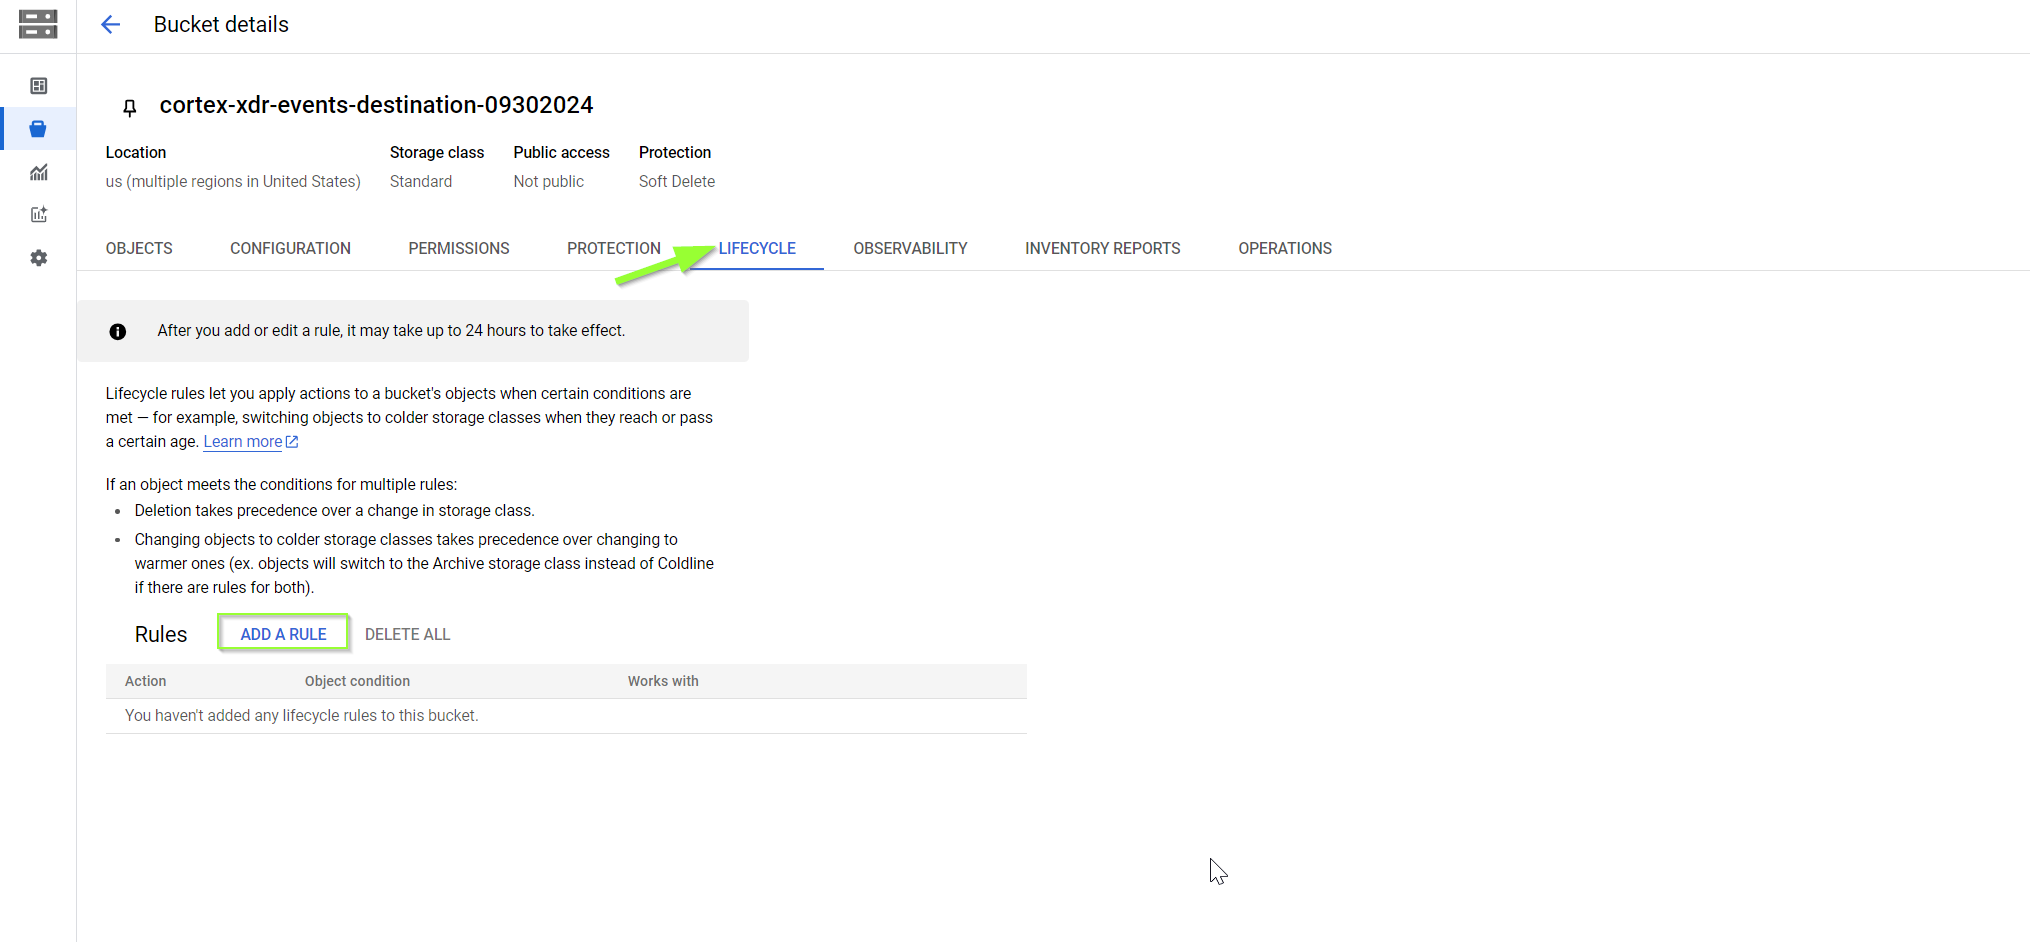 Bucket details
cortex-xdr-events-destination-09302024
Location Storage class Public access Protection
us (multiple regions in United States) Standard Not public Soft Delete
OBJECTS CONFIGURATION PERMISSIONS PROTECTION LIFECYCLE OBSERVABILITY INVENTORY REPORTS OPERATIONS
After you add or edit a rule, it may take up to 24 hours to take effect.
Lifecycle rules let you apply actions to a bucket's objects when certain conditions are
met — for example, switching objects to colder storage classes when they reach or pass
a certain age. Learn more
If an object meets the conditions for multiple rules:
• Deletion takes precedence over a change in storage class.
• Changing objects to colder storage classes takes precedence over changing to
warmer ones (ex. objects will switch to the Archive storage class instead of Coldline
if there are rules for both).
Rules ADD A RULE DELETE ALL
Action Object condition Works with
You haven't added any lifecycle rules to this bucket.